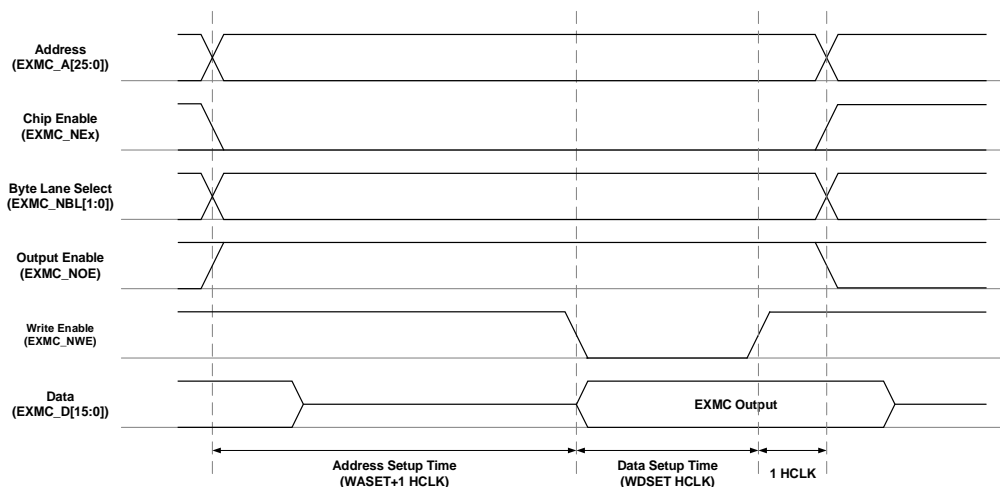 Address
(EXMC_A[25:0])
Chip Enable
(EXMC_NEx)
Byte Lane Select
(EXMC_NBL[1:0])
Output Enable
(EXMC_NOE)
Write Enable
(EXMC_NWE)
Data
(EXMC_D[15:0])
EXMC Output
Address Setup Time
(WASET+1 HCLK)
Data Setup Time
(WDSET HCLK)
1 HCLK